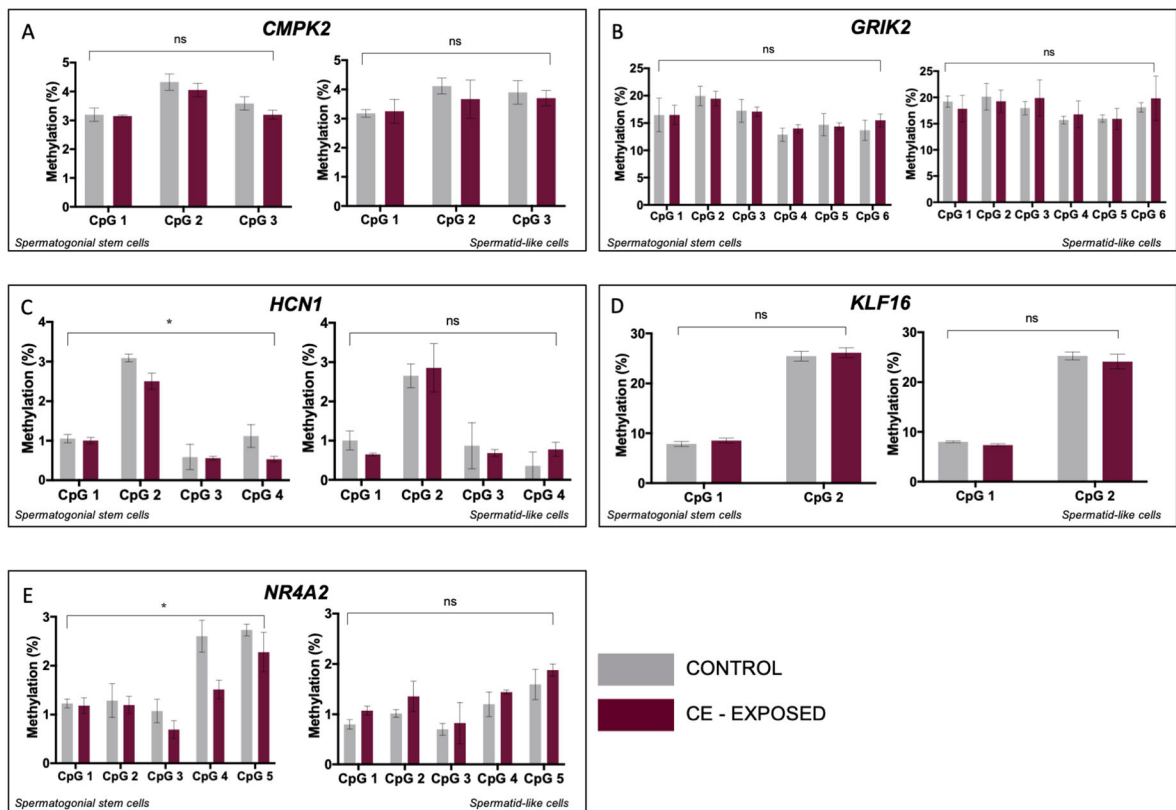 A
CMPK2
ns
ns
Methylation (%)
5
4
3
2
1
0
CpG 1 CpG 2 CpG 3
Methylation (%)
5
4
3
2
1
0
CpG 1 CpG 2 CpG 3
Spermatogonial stem cells
Spermatid-like cells
B
GRIK2
ns
ns
Methylation (%)
25
20
15
10
5
0
CpG 1 CpG 2 CpG 3 CpG 4 CpG 5 CpG 6
Methylation (%)
25
20
15
10
5
0
CpG 1 CpG 2 CpG 3 CpG 4 CpG 5 CpG 6
Spermatogonial stem cells
Spermatid-like cells
C
HCN1
*
ns
Methylation (%)
4
3
2
1
0
CpG 1 CpG 2 CpG 3 CpG 4
Methylation (%)
4
3
2
1
0
CpG 1 CpG 2 CpG 3 CpG 4
Spermatogonial stem cells
Spermatid-like cells
D
KLF16
ns
ns
Methylation (%)
30
20
10
0
CpG 1 CpG 2
Methylation (%)
30
20
10
0
CpG 1 CpG 2
Spermatogonial stem cells
Spermatid-like cells
E
NR4A2
*
ns
Methylation (%)
3
2
1
0
CpG 1 CpG 2 CpG 3 CpG 4 CpG 5
Methylation (%)
3
2
1
0
CpG 1 CpG 2 CpG 3 CpG 4 CpG 5
Spermatogonial stem cells
Spermatid-like cells
CONTROL
CE - EXPOSED